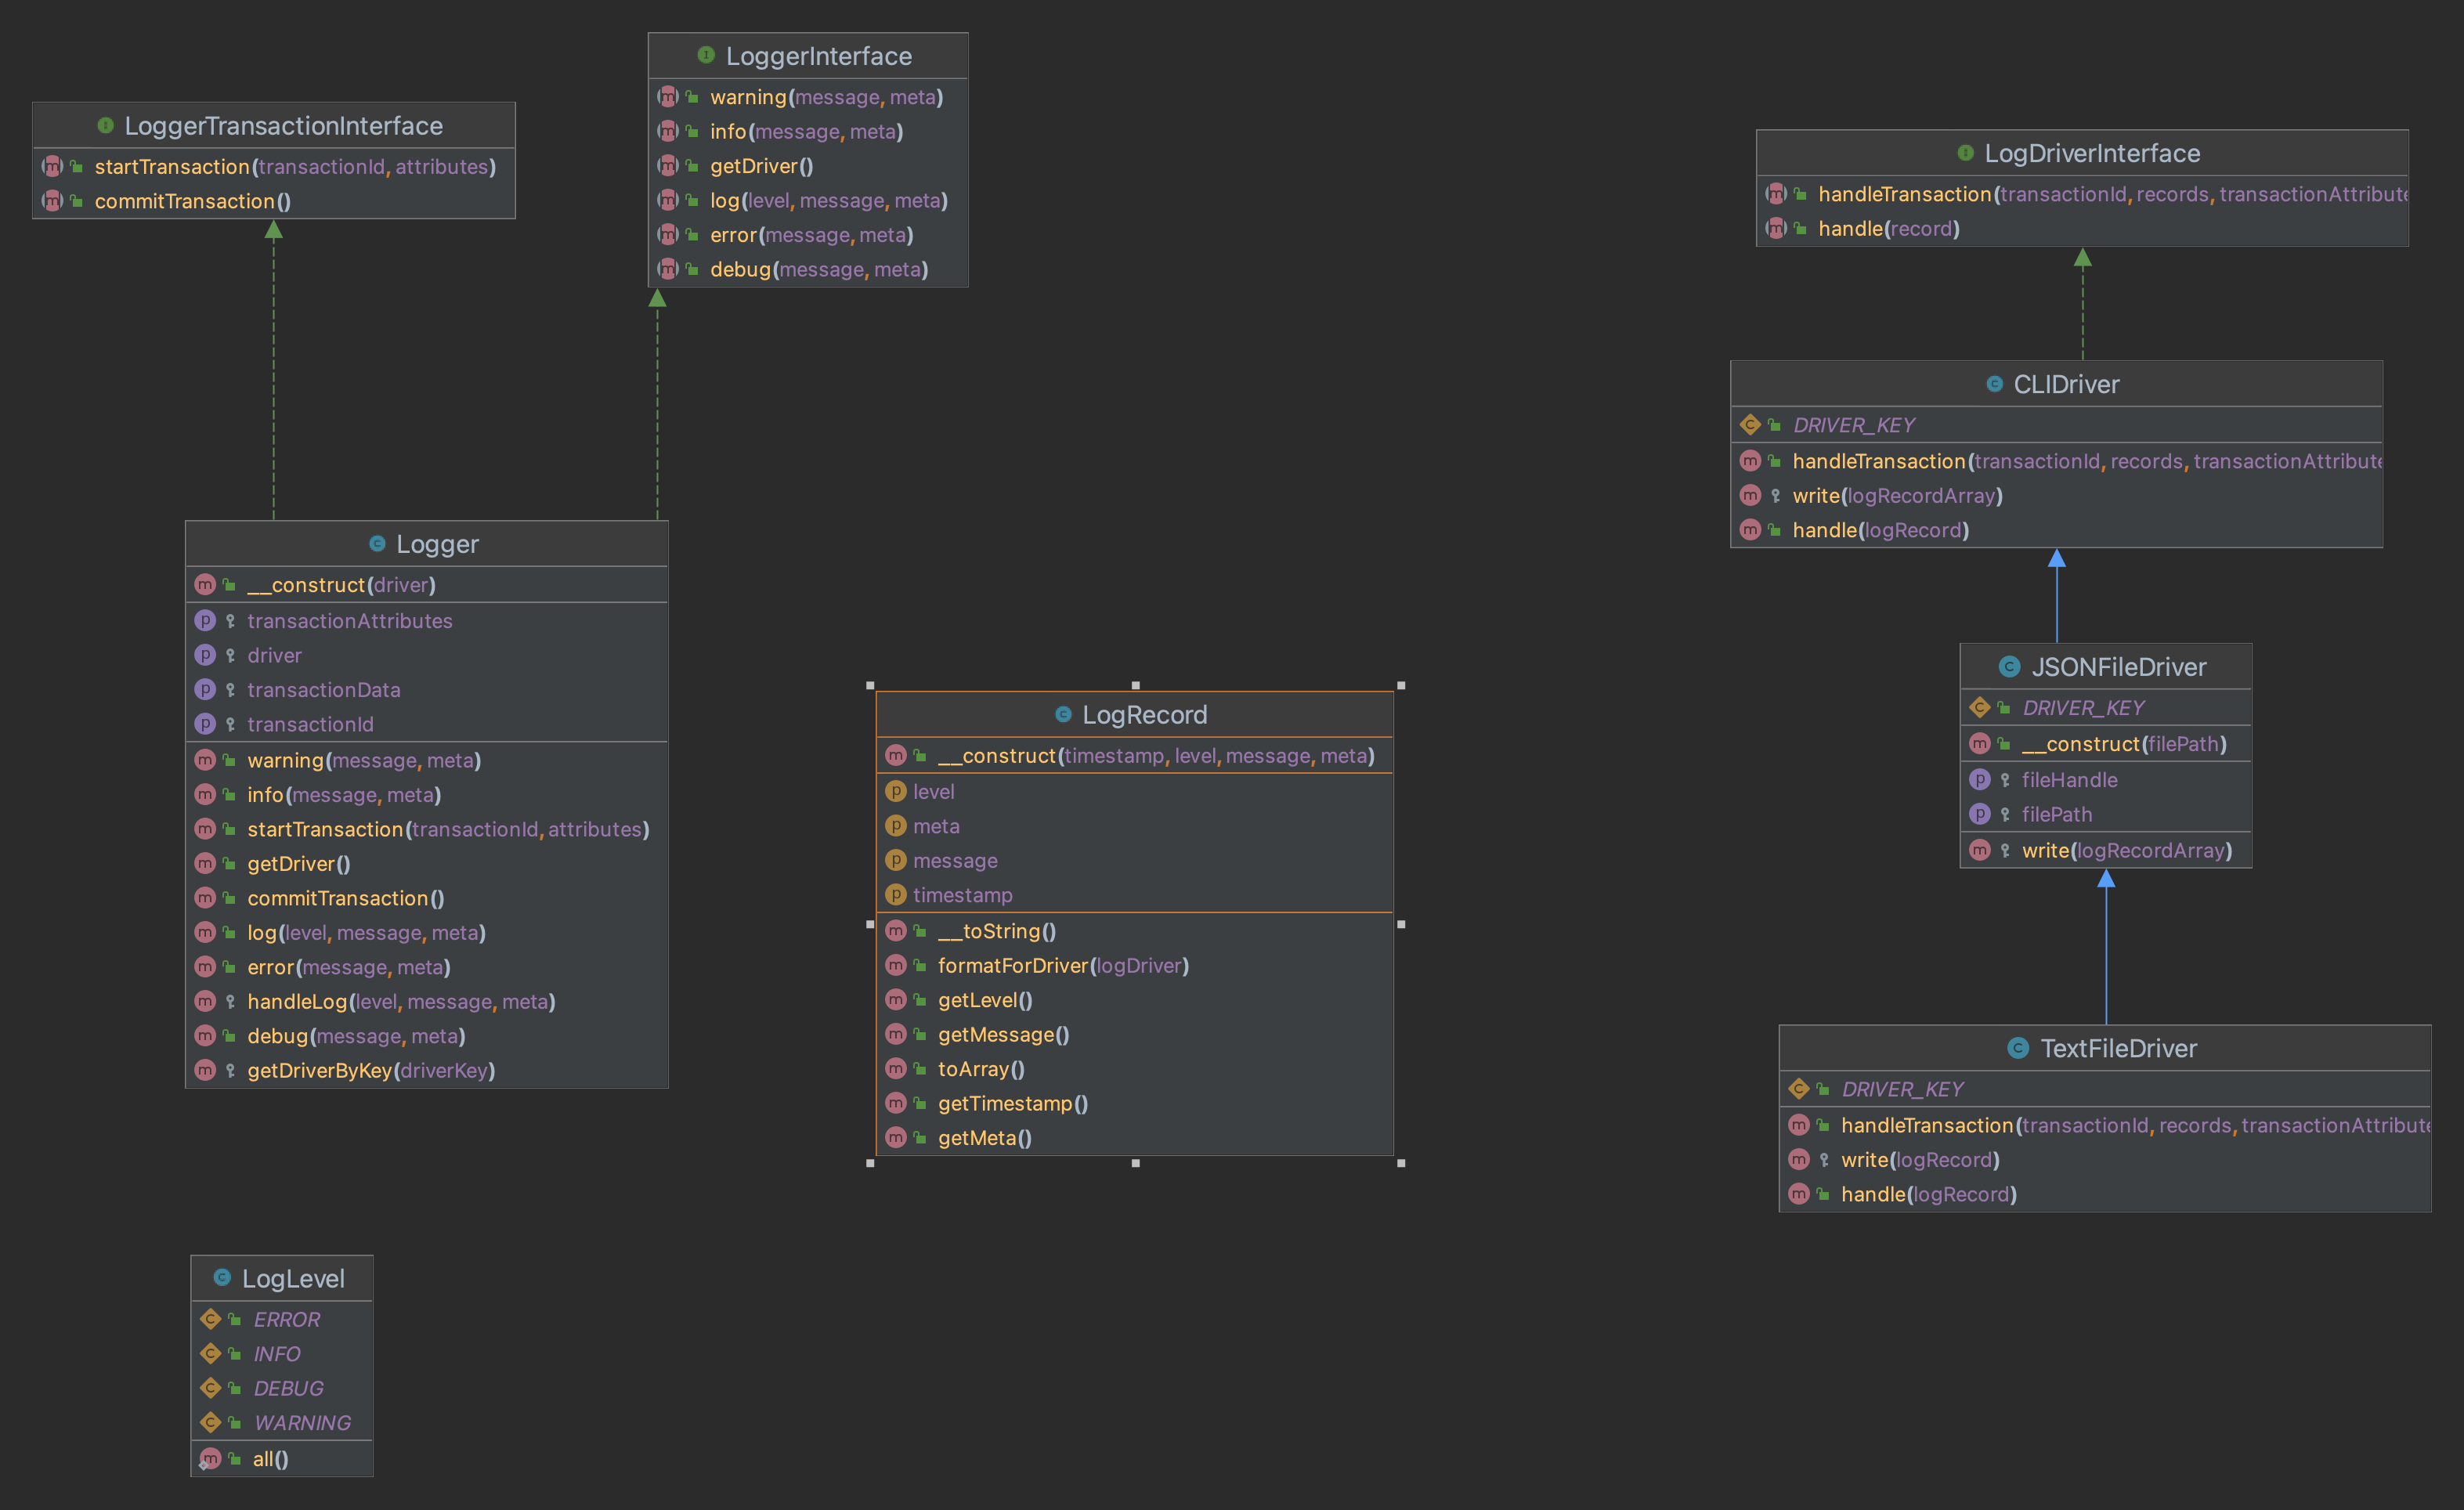 LoggerTransactionInterface
startTransaction(transactionId, attributes)
commitTransaction()
LoggerInterface
warning(message, meta)
info(message, meta)
getDriver()
log(level, message, meta)
error(message, meta)
debug(message, meta)
LogDriverInterface
handleTransaction(transactionId, records, transactionAttribute
handle(record)
CLIDriver
DRIVER_KEY
handleTransaction(transactionId, records, transactionAttribute
write(logRecordArray)
handle(logRecord)
Logger
__construct(driver)
transactionAttributes
driver
transactionData
transactionId
warning(message, meta)
info(message, meta)
startTransaction(transactionId, attributes)
getDriver()
commitTransaction()
log(level, message, meta)
error(message, meta)
handleLog(level, message, meta)
debug(message, meta)
getDriverByKey(driverKey)
LogRecord
__construct(timestamp, level, message, meta)
level
meta
message
timestamp
__toString()
formatForDriver(logDriver)
getLevel()
getMessage()
toArray()
getTimestamp()
getMeta()
JSONFileDriver
DRIVER_KEY
__construct(filePath)
fileHandle
filePath
write(logRecordArray)
TextFileDriver
DRIVER_KEY
handleTransaction(transactionId, records, transactionAttribute
write(logRecord)
handle(logRecord)
LogLevel
ERROR
INFO
DEBUG
WARNING
all()